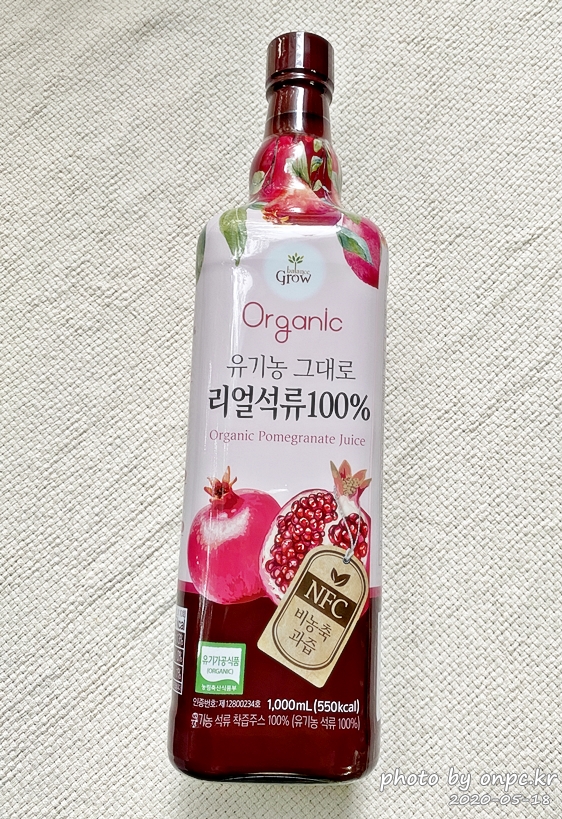 balance
Grow
Organic
유기농 그대로
리얼석류100%
Organic Pomegranate Juice
NFC
비농축
과즙
유기가공식품
(ORGANIC)
농림축산식품부
인증번호: 제12800234호 1,000mL(550kcal)
유기농 석류 착즙주스 100% (유기농 석류 100%)
photo by onpc.kr
2020-05-18